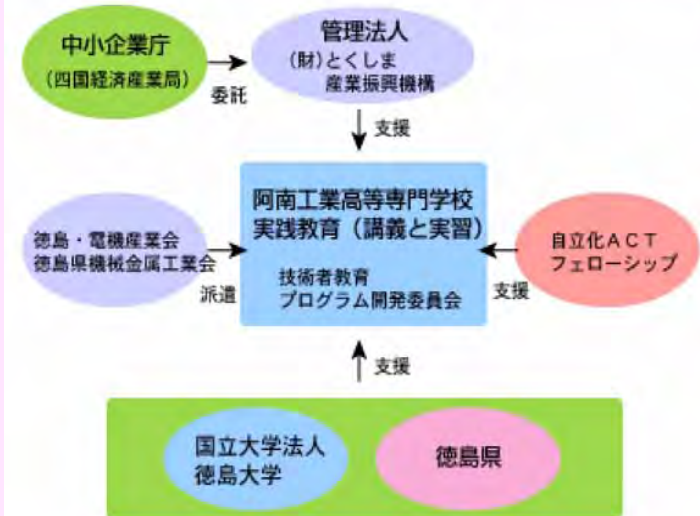 中小企業庁
(四国経済産業局)
委託
管理法人
(財)とくしま
産業振興機構
支援
阿南工業高等専門学校
実践教育(講義と実習)
技術者教育
プログラム開発委員会
徳島・電機産業会
徳島県機械金属工業会
派遣
自立化ACT
フェローシップ
支援
支援
国立大学法人
徳島大学
徳島県